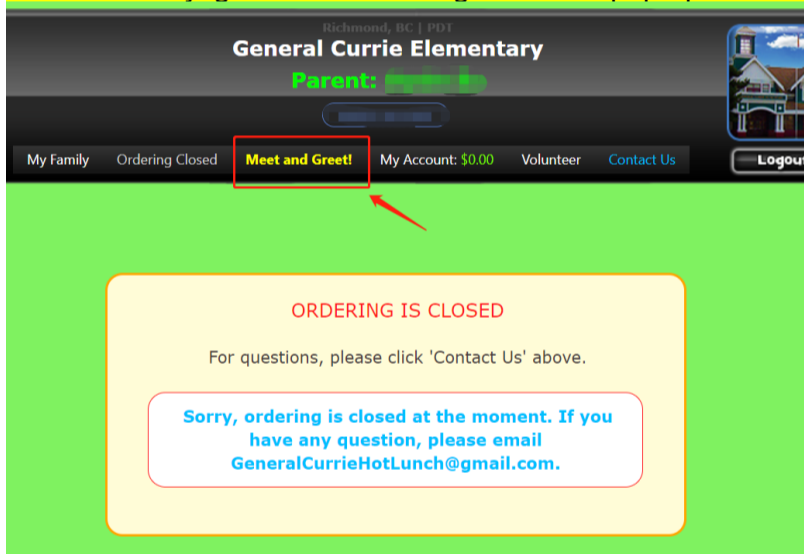 Richmond, BC | PDT
General Currie Elementary
Parent:
My Family Ordering Closed Meet and Greet! My Account: $0.00 Volunteer Contact Us
ORDERING IS CLOSED
For questions, please click 'Contact Us' above.
Sorry, ordering is closed at the moment. If you
have any question, please email
GeneralCurrieHotLunch@gmail.com.